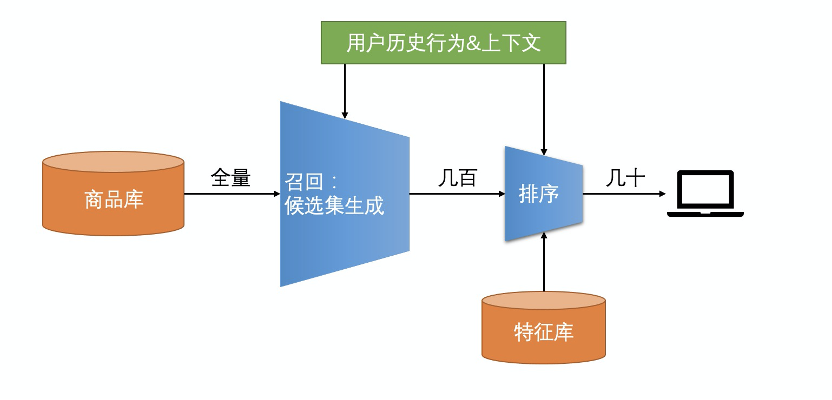 用户历史行为&上下文
商品库
全量
召回：
候选集生成
几百
排序
几十
特征库